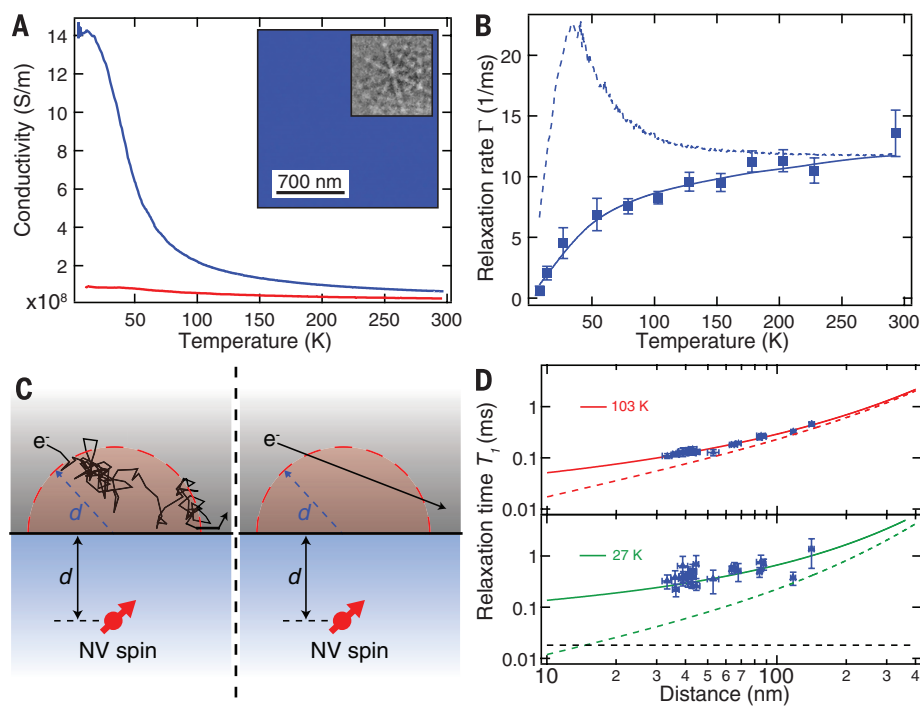 A
Conductivity (S/m)
14
12
10
8
6
4
2
x10⁸
700 nm
50
100
150
200
250
300
Temperature (K)
B
Relaxation rate Γ (1/ms)
20
15
10
5
0
50
100
150
200
250
300
Temperature (K)
C
e⁻
d
d
NV spin
e⁻
d
d
NV spin
D
Relaxation time T₁ (ms)
1
0.1
0.01
103 K
1
0.1
0.01
27 K
10
2
3
4
5
6
7
100
2
3
4
Distance (nm)